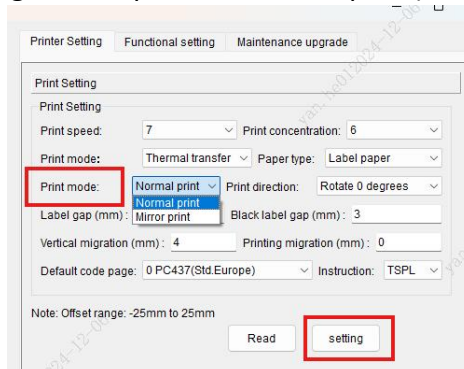 Printer Setting Functional setting Maintenance upgrade
Print Setting
Print Setting
Print speed: 7 Print concentration: 6
Print mode: Thermal transfer Paper type: Label paper
Print mode: Normal print Print direction: Rotate 0 degrees
Normal print
Label gap (mm): Mirror print Black label gap (mm): 3
Vertical migration (mm): 4 Printing migration (mm): 0
Default code page: 0 PC437(Std.Europe) Instruction: TSPL
Note: Offset range: -25mm to 25mm
Read setting